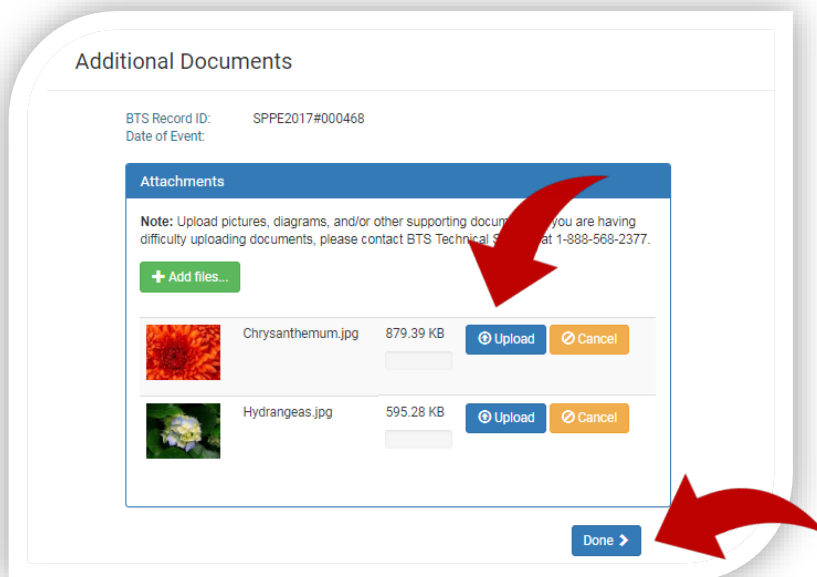 Additional Documents
BTS Record ID: SPPE2017#000468
Date of Event:
Attachments
Note: Upload pictures, diagrams, and/or other supporting you are having
difficulty uploading documents, please contact BTS Technical at 1-888-568-2377.
+ Add files...
Chrysanthemum.jpg 879.39 KB Upload Cancel
Hydrangeas.jpg 595.28 KB Upload Cancel
Done